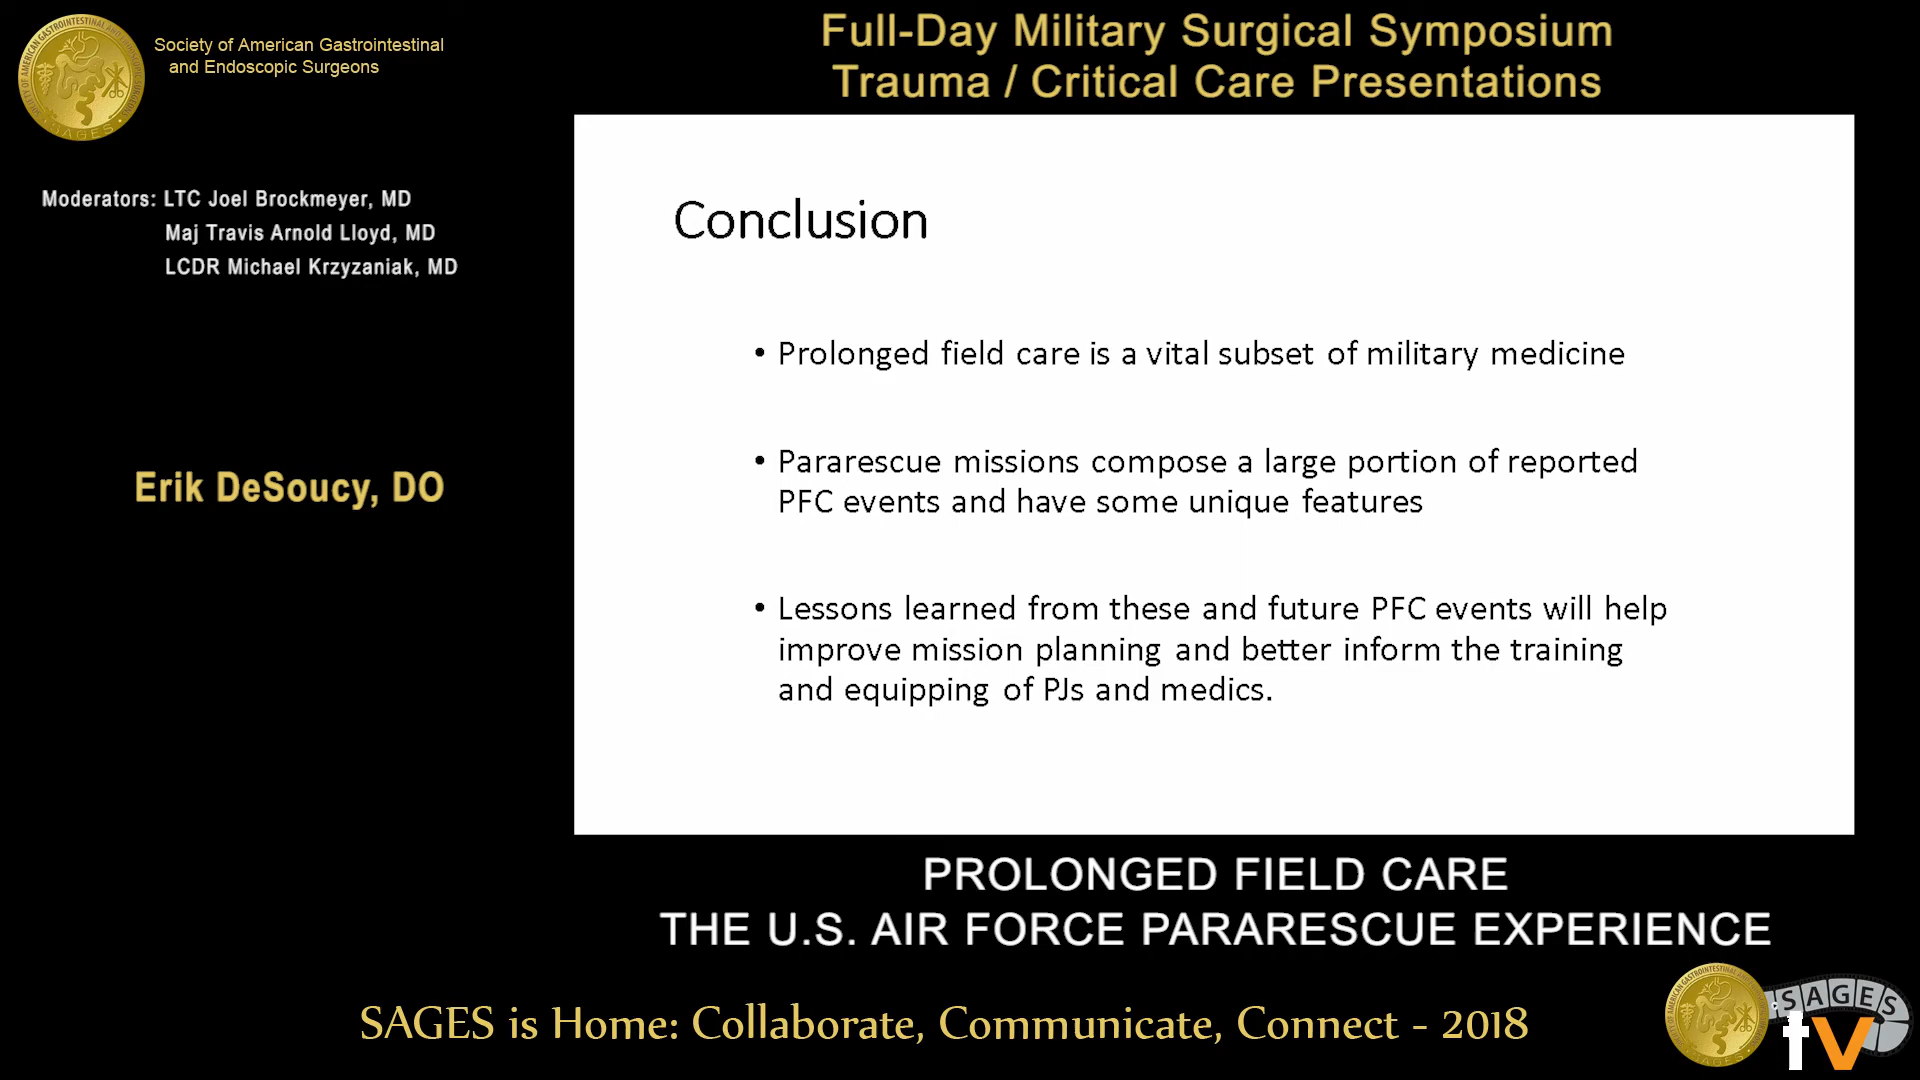 Society of American Gastrointestinal
and Endoscopic Surgeons
Full-Day Military Surgical Symposium
Trauma / Critical Care Presentations
Moderators: LTC Joel Brockmeyer, MD
Maj Travis Arnold Lloyd, MD
LCDR Michael Krzyzaniak, MD
Erik DeSoucy, DO
Conclusion
• Prolonged field care is a vital subset of military medicine
• Pararescue missions compose a large portion of reported
PFC events and have some unique features
• Lessons learned from these and future PFC events will help
improve mission planning and better inform the training
and equipping of PJs and medics.
PROLONGED FIELD CARE
THE U.S. AIR FORCE PARARESCUE EXPERIENCE
SAGES is Home: Collaborate, Communicate, Connect - 2018
SAGES
tv
SAGES